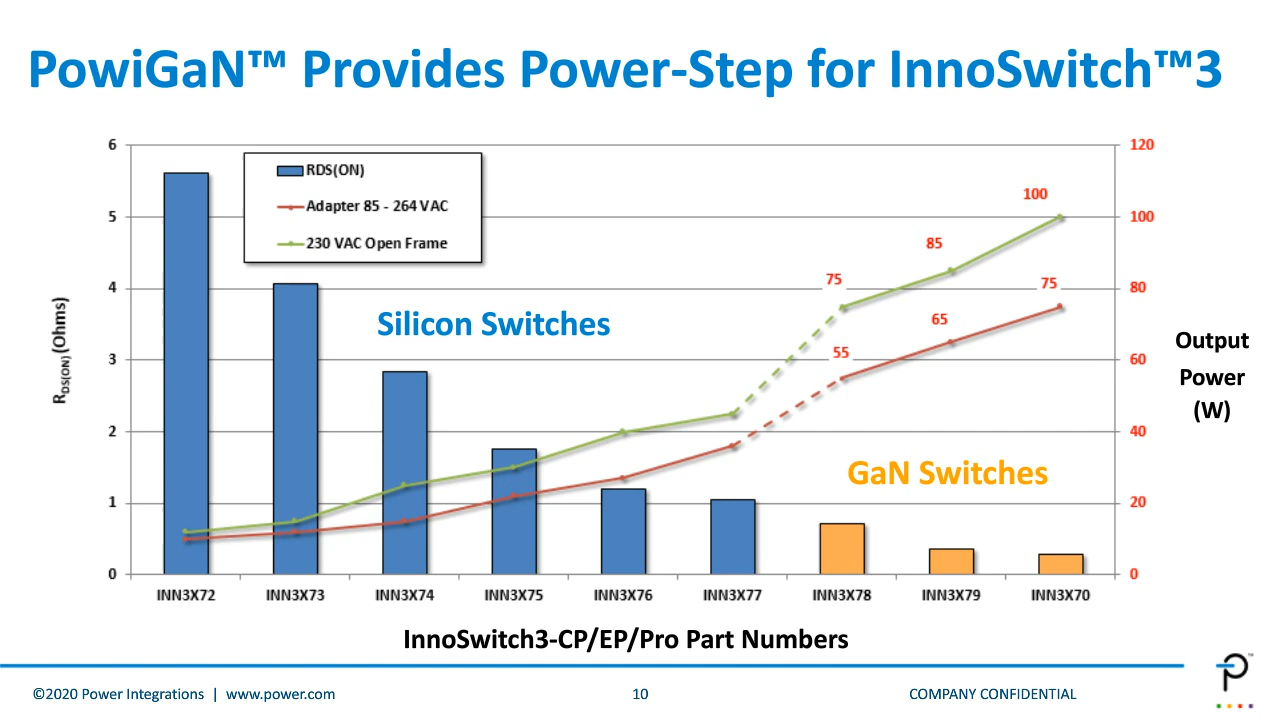 PowiGaN™ Provides Power-Step for InnoSwitch™3
6
5
4
3
2
1
0
R_DS(ON) (Ohms)
RDS(ON)
Adapter 85 - 264 VAC
230 VAC Open Frame
Silicon Switches
GaN Switches
75
85
100
55
65
75
120
100
80
60
40
20
0
Output
Power
(W)
INN3X72 INN3X73 INN3X74 INN3X75 INN3X76 INN3X77 INN3X78 INN3X79 INN3X70
InnoSwitch3-CP/EP/Pro Part Numbers
©2020 Power Integrations | www.power.com 10 COMPANY CONFIDENTIAL